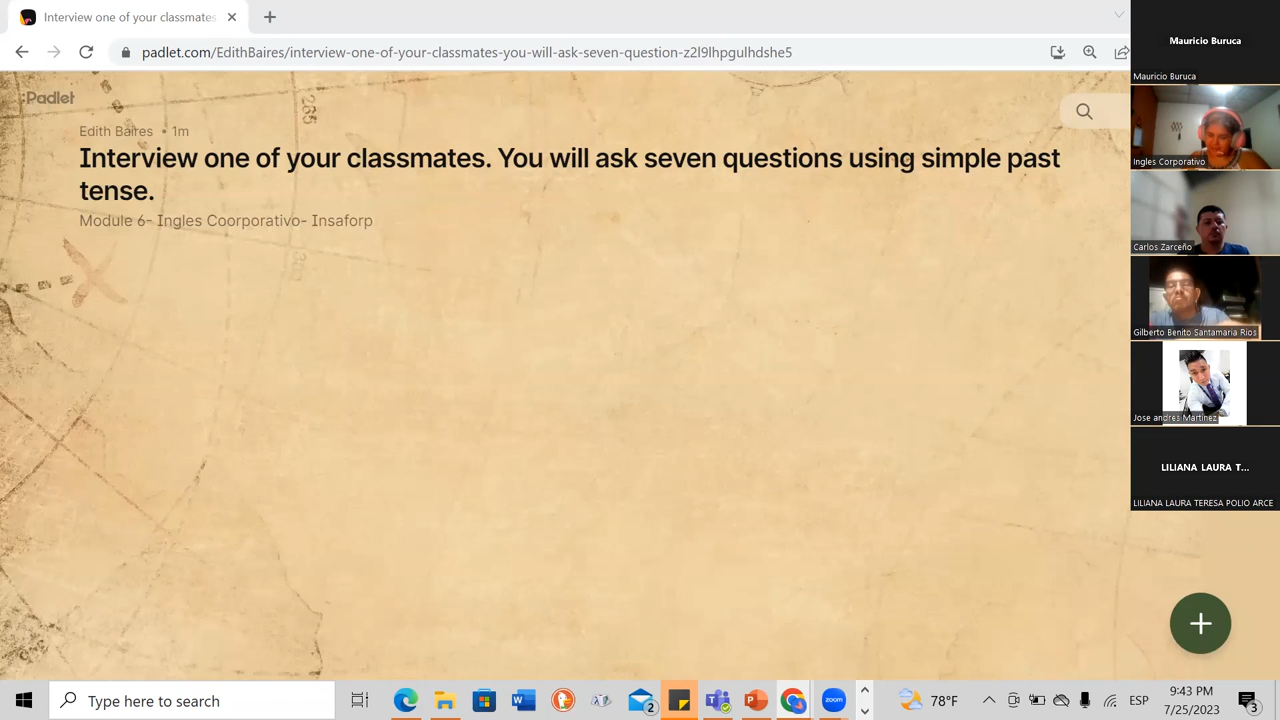 Interview one of your classmates
padlet.com/EdithBaires/interview-one-of-your-classmates-you-will-ask-seven-question-z2l9lhpgulhdshe5
:Padlet
Edith Baires • 1m
Interview one of your classmates. You will ask seven questions using simple past
tense.
Module 6- Ingles Coorporativo- Insaforp
285
Mauricio Buruca
Mauricio Buruca
Ingles Corporativo
Carlos Zarceño
Gilberto Benito Santamaria Rios
Jose andres Martinez
LILIANA LAURA T...
LILIANA LAURA TERESA POLIO ARCE
Type here to search
2
zoom
78°F
ESP
9:43 PM
7/25/2023
3